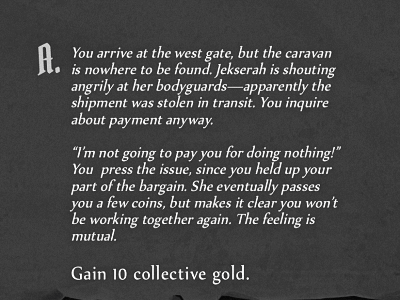 A. You arrive at the west gate, but the caravan
is nowhere to be found. Jekserah is shouting
angrily at her bodyguards—apparently the
shipment was stolen in transit. You inquire
about payment anyway.
“I'm not going to pay you for doing nothing!”
You  press the issue, since you held up your
part of the bargain. She eventually passes
you a few coins, but makes it clear you won't
be working together again. The feeling is
mutual.
Gain 10 collective gold.